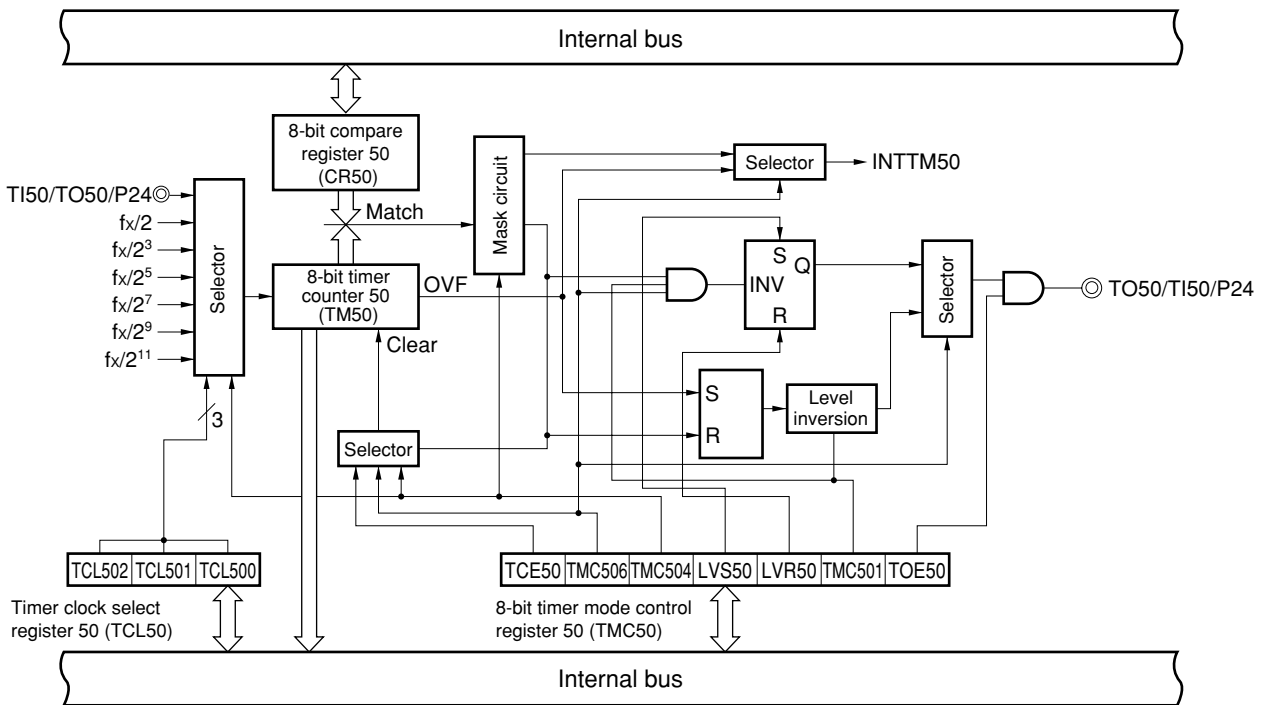 Internal bus
8-bit compare
register 50
(CR50)
Match
Mask circuit
Selector
INTTM50
TI50/TO50/P24
fx/2
fx/2³
fx/2⁵
fx/2⁷
fx/2⁹
fx/2¹¹
Selector
8-bit timer
counter 50
(TM50)
OVF
Clear
S
INV
Q
R
Selector
TO50/TI50/P24
3
Selector
S
R
Level
inversion
TCL502 TCL501 TCL500
Timer clock select
register 50 (TCL50)
TCE50 TMC506 TMC504 LVS50 LVR50 TMC501 TOE50
8-bit timer mode control
register 50 (TMC50)
Internal bus